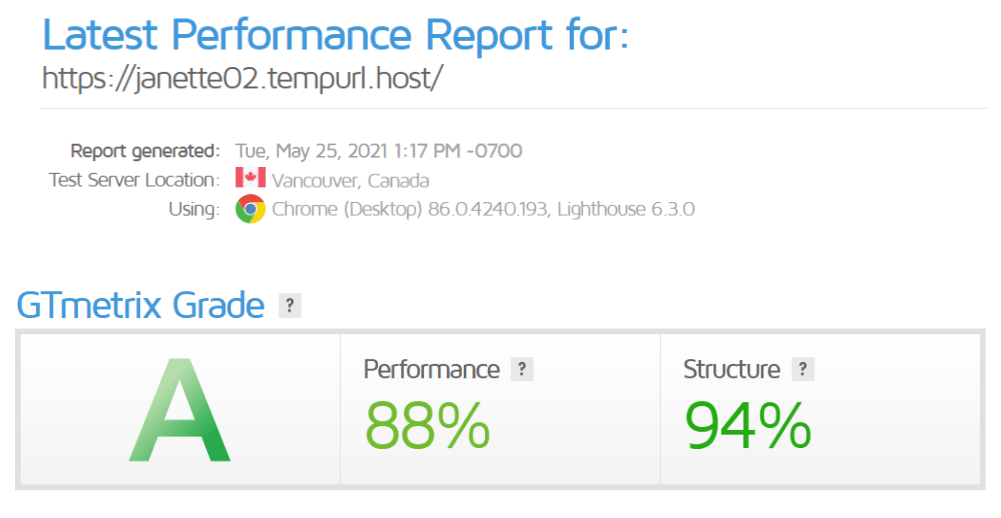 Latest Performance Report for:
https://janette02.tempurl.host/
Report generated: Tue, May 25, 2021 1:17 PM -0700
Test Server Location: Vancouver, Canada
Using: Chrome (Desktop) 86.0.4240.193, Lighthouse 6.3.0
GTmetrix Grade ?
A
Performance ?
88%
Structure ?
94%